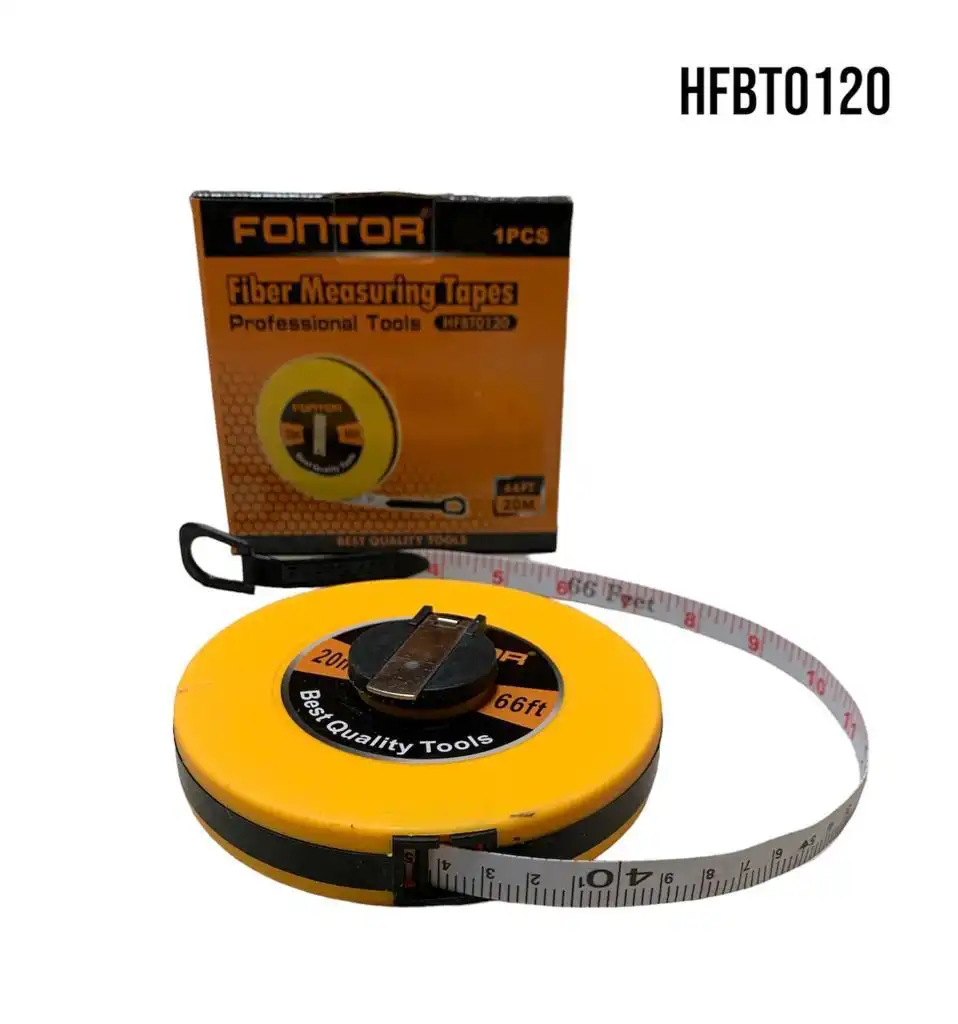 HFBT0120
FONTOR® 1PCS
Fiber Measuring Tapes
Professional Tools HFBT0120
FONTOR
Best Quality Tools
66FT
20M
BEST QUALITY TOOLS
4 5 6 66 Feet 7 8 9 10 11
20m
66ft
Best Quality Tools
5 4 3 2 1 40 9 8 7 6 5